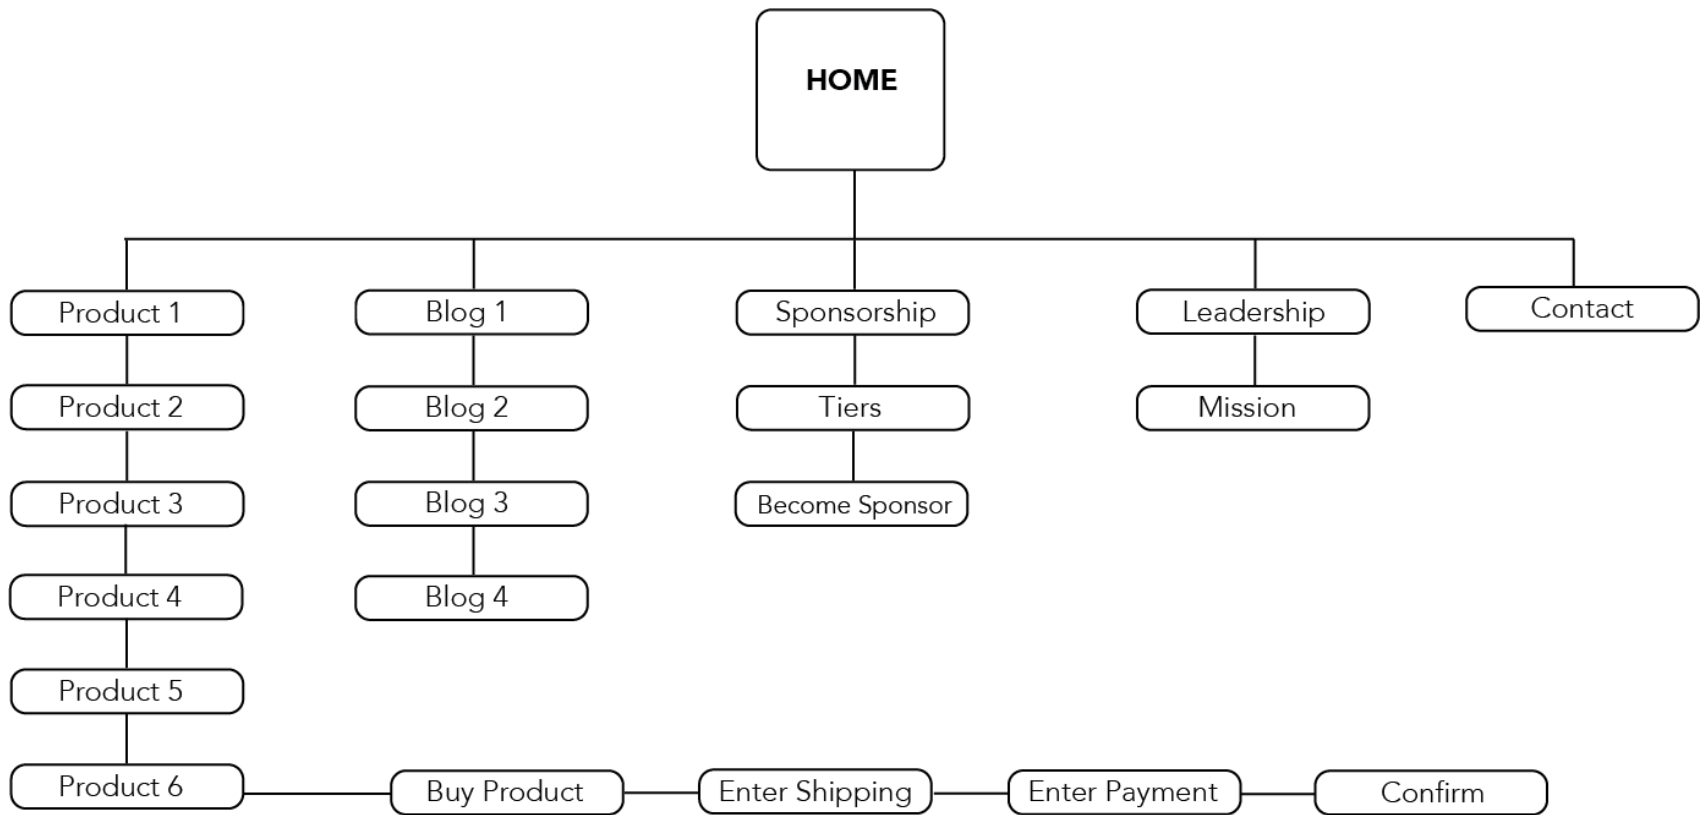 HOME
Product 1
Blog 1
Sponsorship
Leadership
Contact
Product 2
Blog 2
Tiers
Mission
Product 3
Blog 3
Become Sponsor
Product 4
Blog 4
Product 5
Product 6
Buy Product
Enter Shipping
Enter Payment
Confirm